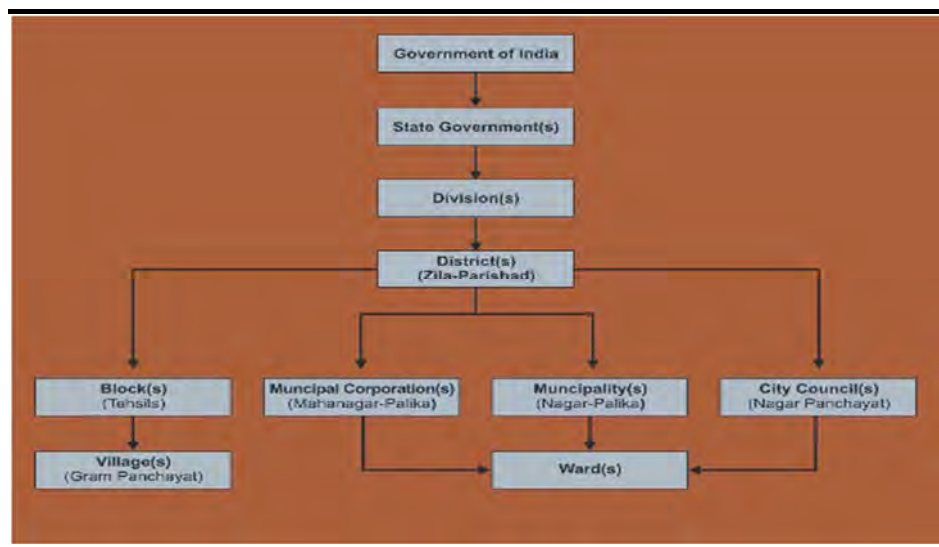 Government of India
State Government(s)
Division(s)
District(s)
(Zila-Parishad)
Block(s)
(Tehsils)
Muncipal Corporation(s)
(Mahanagar-Palika)
Muncipality(s)
(Nagar-Palika)
City Council(s)
(Nagar Panchayat)
Village(s)
(Gram Panchayat)
Ward(s)